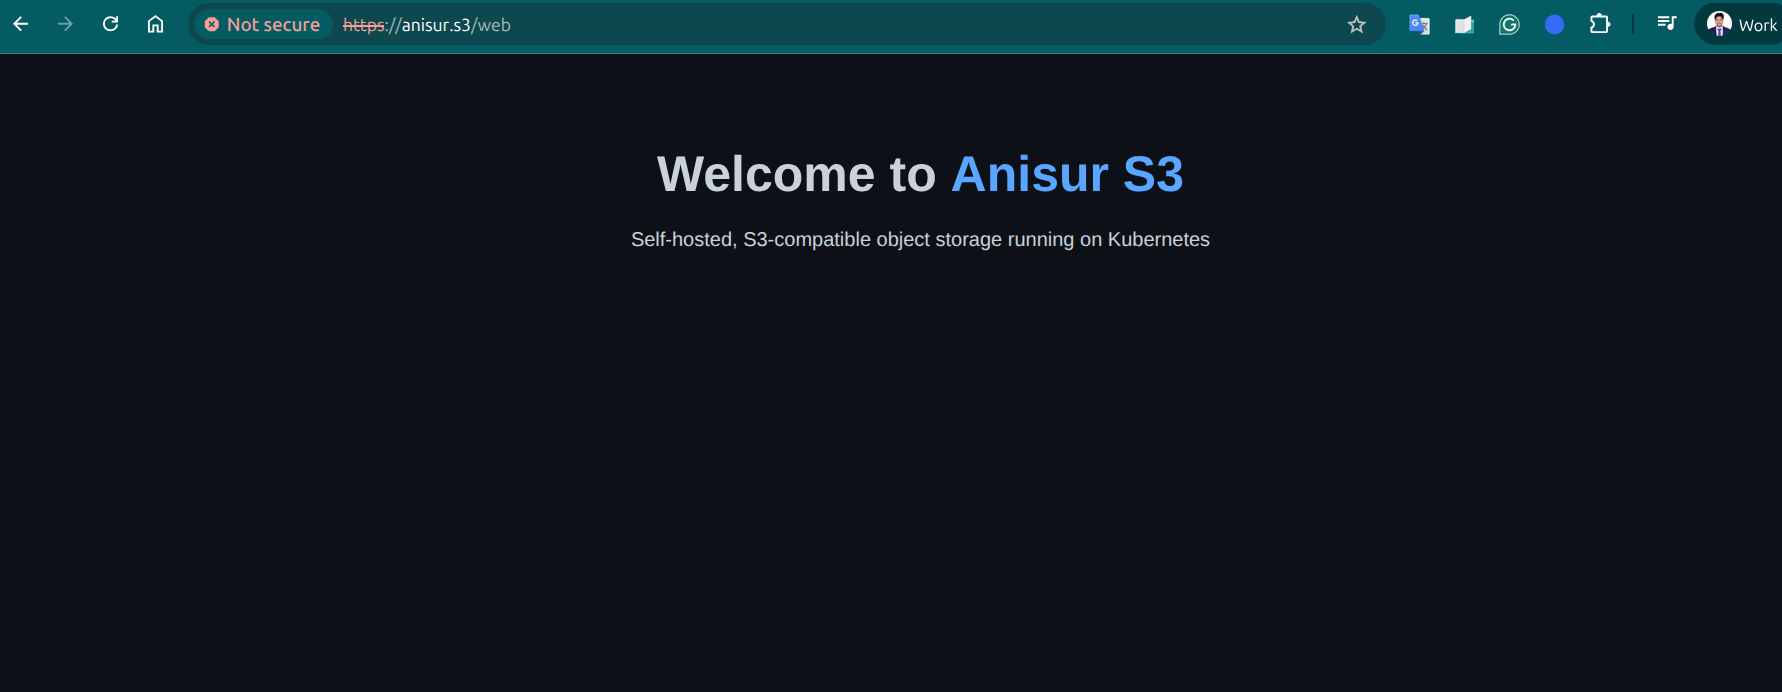 Not secure https://anisur.s3/web
Work
Welcome to Anisur S3
Self-hosted, S3-compatible object storage running on Kubernetes